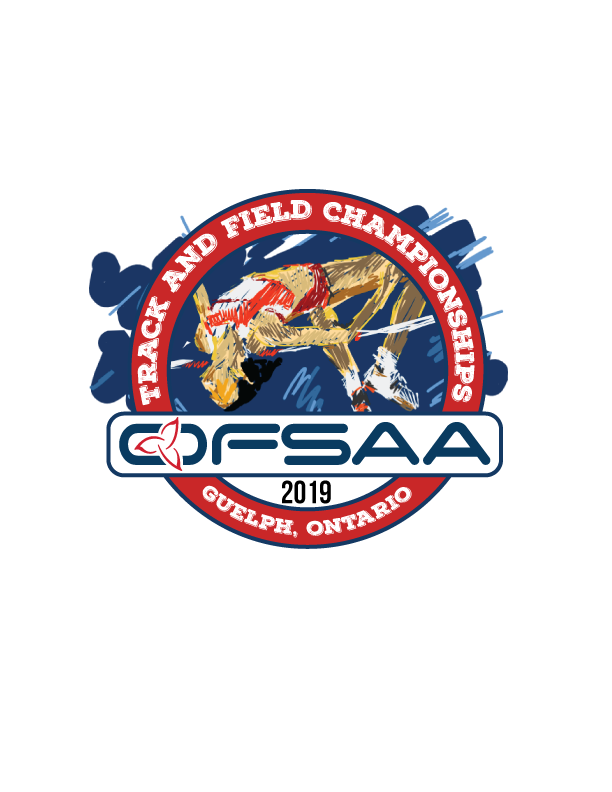 TRACK AND FIELD CHAMPIONSHIPS
OFSAA
2019
GUELPH, ONTARIO